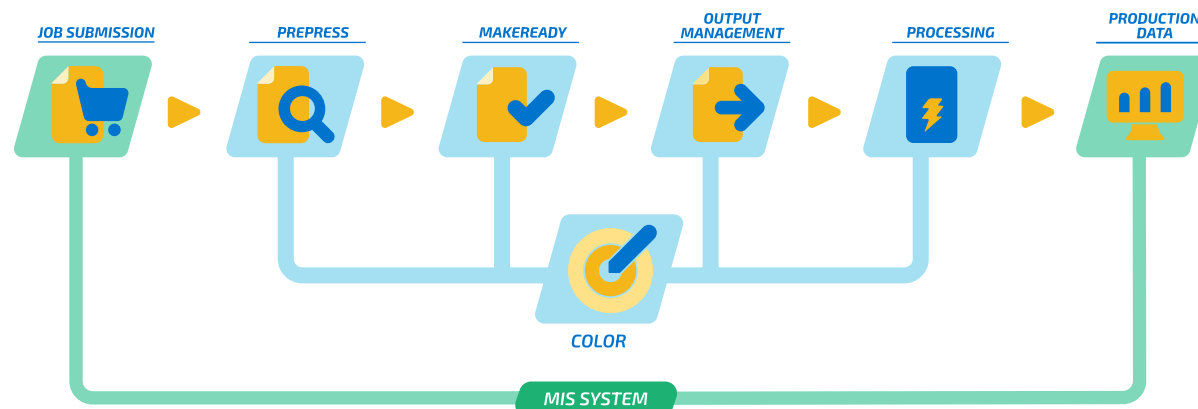 JOB SUBMISSION
PREPRESS
MAKEREADY
OUTPUT
MANAGEMENT
PROCESSING
PRODUCTION
DATA
COLOR
MIS SYSTEM